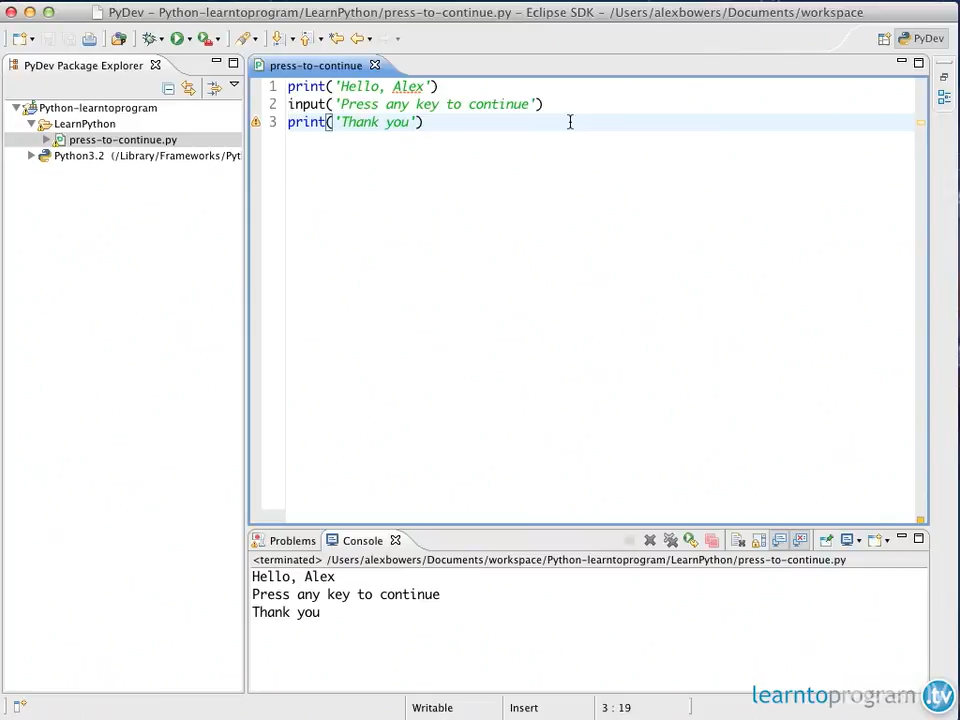 PyDev – Python-learntoprogram/LearnPython/press-to-continue.py – Eclipse SDK – /Users/alexbowers/Documents/workspace
PyDev
PyDev Package Explorer
Python-learntoprogram
LearnPython
press-to-continue.py
Python3.2 (/Library/Frameworks/Pyt
press-to-continue
1 print('Hello, Alex')
2 input('Press any key to continue')
3 print('Thank you')
Problems Console
<terminated> /Users/alexbowers/Documents/workspace/Python-learntoprogram/LearnPython/press-to-continue.py
Hello, Alex
Press any key to continue
Thank you
Writable Insert 3 : 19
learntoprogram.tv